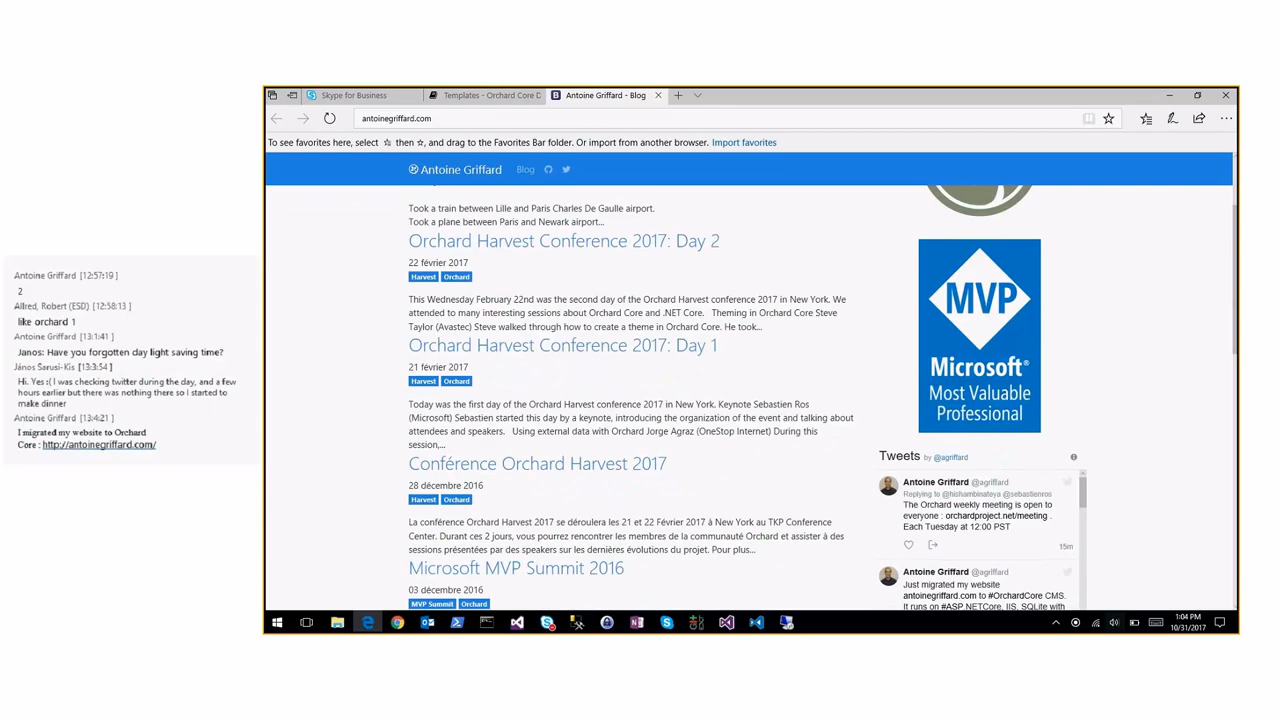 Antoine Griffard [12:57:19 ]
2
Allred, Robert (ESD) [12:58:13 ]
like orchard 1
Antoine Griffard [13:1:41 ]
Janos: Have you forgotten day light saving time?
János Sarusi-Kis [13:3:54 ]
Hi. Yes :( I was checking twitter during the day, and a few
hours earlier but there was nothing there so I started to
make dinner
Antoine Griffard [13:4:21 ]
I migrated my website to Orchard
Core : http://antoinegriffard.com/
Skype for Business
Templates - Orchard Core D
Antoine Griffard - Blog
antoinegriffard.com
To see favorites here, select ☆ then ☆, and drag to the Favorites Bar folder. Or import from another browser. Import favorites
Antoine Griffard Blog
Took a train between Lille and Paris Charles De Gaulle airport.
Took a plane between Paris and Newark airport...
Orchard Harvest Conference 2017: Day 2
22 février 2017
Harvest Orchard
This Wednesday February 22nd was the second day of the Orchard Harvest conference 2017 in New York. We
attended to many interesting sessions about Orchard Core and .NET Core. Theming in Orchard Core Steve
Taylor (Avastec) Steve walked through how to create a theme in Orchard Core. He took...
Orchard Harvest Conference 2017: Day 1
21 février 2017
Harvest Orchard
Today was the first day of the Orchard Harvest conference 2017 in New York. Keynote Sebastien Ros
(Microsoft) Sebastien started this day by a keynote, introducing the organization of the event and talking about
attendees and speakers. Using external data with Orchard Jorge Agraz (OneStop Internet) During this
session,...
Conférence Orchard Harvest 2017
28 décembre 2016
Harvest Orchard
La conférence Orchard Harvest 2017 se déroulera les 21 et 22 Février 2017 à New York au TKP Conference
Center. Durant ces 2 jours, vous pourrez rencontrer les membres de la communauté Orchard et assister à des
sessions présentées par des speakers sur les dernières évolutions du projet. Pour plus...
Microsoft MVP Summit 2016
03 décembre 2016
MVP Summit Orchard
MVP
Microsoft®
Most Valuable
Professional
Tweets by @agriffard
Antoine Griffard @agriffard
Replying to @hishambinateya @sebastienros
The Orchard weekly meeting is open to
everyone : orchardproject.net/meeting .
Each Tuesday at 12:00 PST
15m
Antoine Griffard @agriffard
Just migrated my website
antoinegriffard.com to #OrchardCore CMS.
It runs on #ASP.NETCore, IIS, SQLite with
1:04 PM
10/31/2017